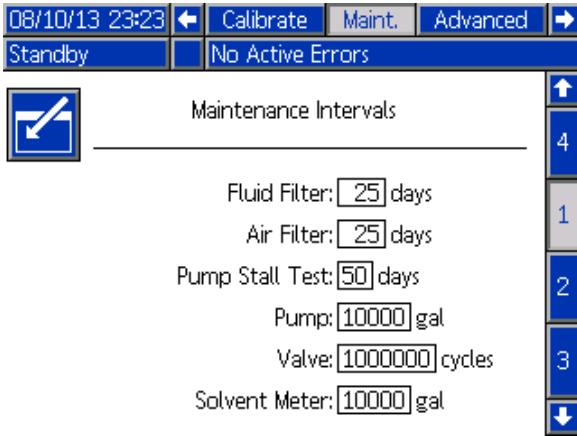 08/10/13 23:23 Calibrate Maint. Advanced
Standby No Active Errors
Maintenance Intervals
4
Fluid Filter: 25 days
1
Air Filter: 25 days
Pump Stall Test: 50 days
2
Pump: 10000 gal
Valve: 1000000 cycles
3
Solvent Meter: 10000 gal